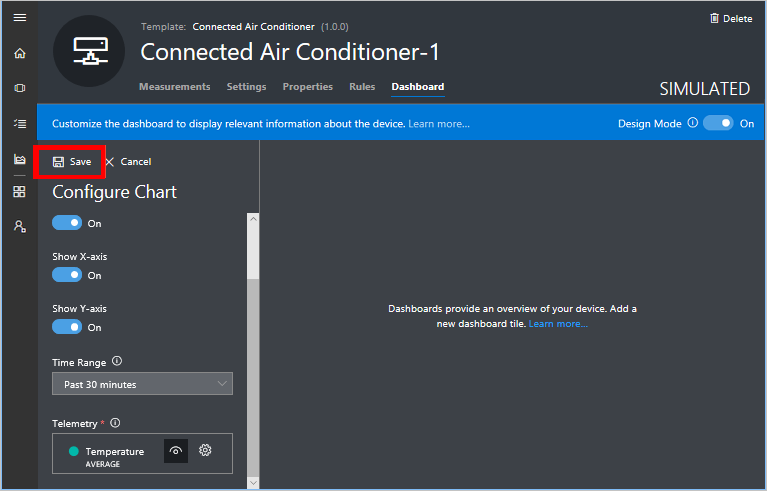 Template: Connected Air Conditioner (1.0.0)
Delete
Connected Air Conditioner-1
Measurements Settings Properties Rules Dashboard
SIMULATED
Customize the dashboard to display relevant information about the device. Learn more...
Design Mode On
Save Cancel
Configure Chart
On
Show X-axis
On
Show Y-axis
On
Time Range
Past 30 minutes
Telemetry *
Temperature
AVERAGE
Dashboards provide an overview of your device. Add a
new dashboard tile. Learn more...